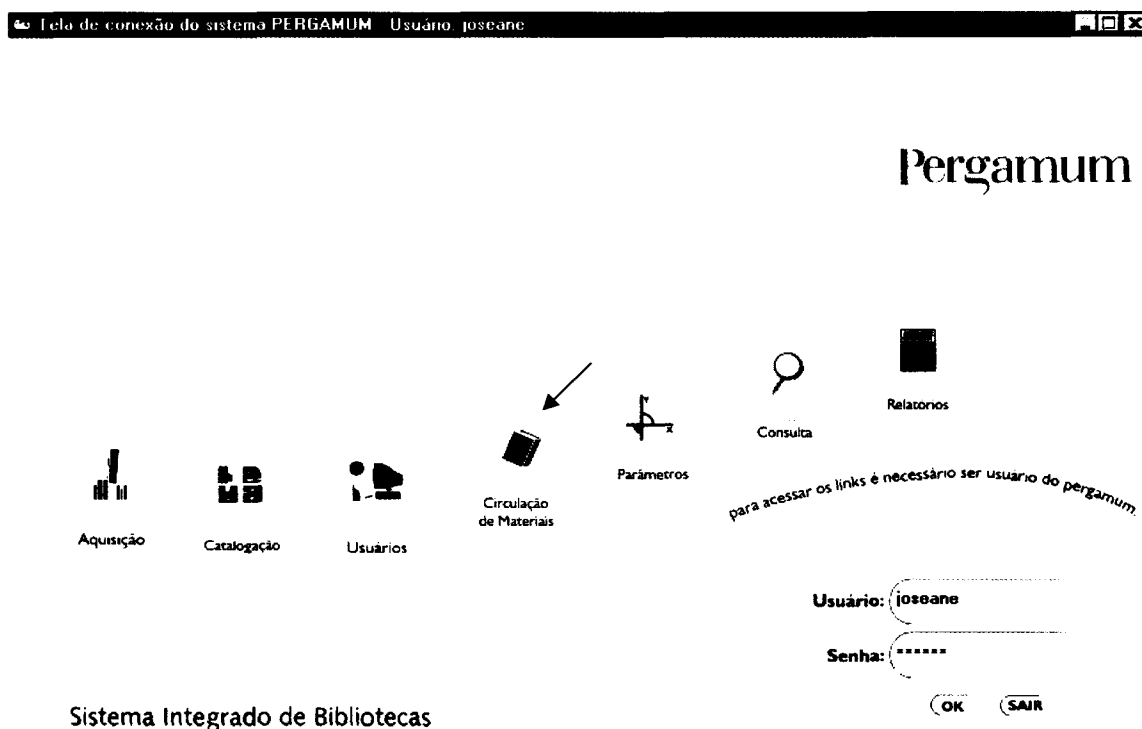 Tela de conexão do sistema PERGAMUM Usuário: joseane
Pergamum
Relatórios
Consulta
Parâmetros
Circulação
de Materiais
Aquisição
Catalogação
Usuários
para acessar os links é necessário ser usuário do pergamum.
Usuário: joseane
Senha: ******
OK SAIR
Sistema Integrado de Bibliotecas